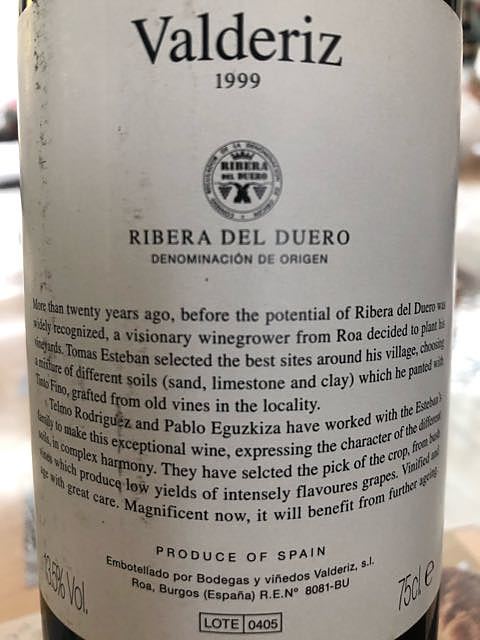 Valderiz
1999
CONSEJO REGULADOR DE LA DENOMINACION DE ORIGEN
RIBERA
DEL DUERO
RIBERA DEL DUERO
DENOMINACIÓN DE ORIGEN
More than twenty years ago, before the potential of Ribera del Duero was
widely recognized, a visionary winegrower from Roa decided to plant his
vineyards. Tomas Esteban selected the best sites around his village, choosing
a mixture of different soils (sand, limestone and clay) which he panted with
Tinto Fino, grafted from old vines in the locality.
Telmo Rodriguez and Pablo Eguzkiza have worked with the Esteban's
family to make this exceptional wine, expressing the character of the different
soils, in complex harmony. They have selcted the pick of the crop, from bush
vines which produce low yields of intensely flavoures grapes. Vinified and
age with great care. Magnificent now, it will benefit from further ageing.
PRODUCE OF SPAIN
Embotellado por Bodegas y viñedos Valderiz, s.l.
Roa, Burgos (España) R.E.Nº 8081-BU
13,5% Vol.
75cl. e
LOTE 0405